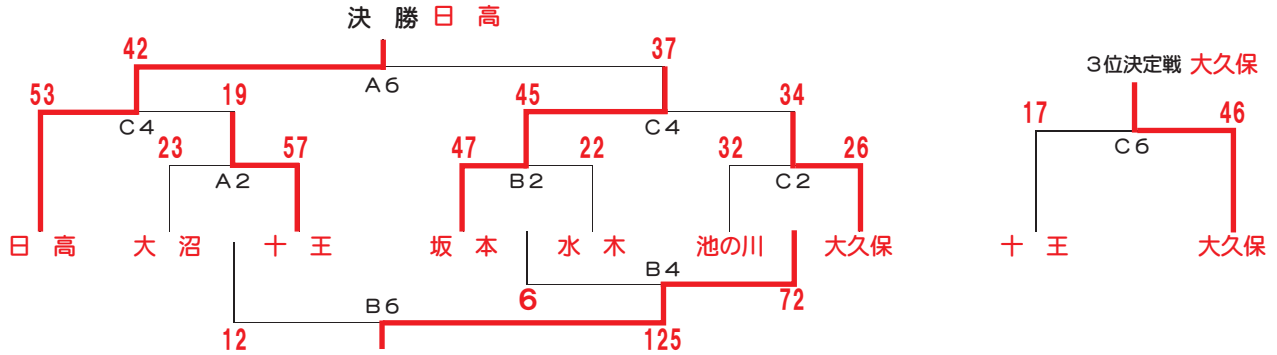 決 勝 日 高
42 37
A6
3位決定戦 大久保
53 19 45 34
C4 C4
17 46
C6
23 57 47 22 32 26
A2 B2 C2
日 高 大 沼 十 王 坂 本 水 木 池の川 大久保
十 王 大久保
B4
6 72
B6
12 125